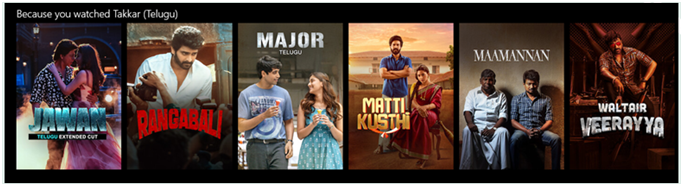 Because you watched Takkar (Telugu)
JAWAN
TELUGU EXTENDED CUT
RANGABALI
MAJOR
TELUGU
MATTI
KUSTHI
MAAMANNAN
WALTAIR
VEERAYYA